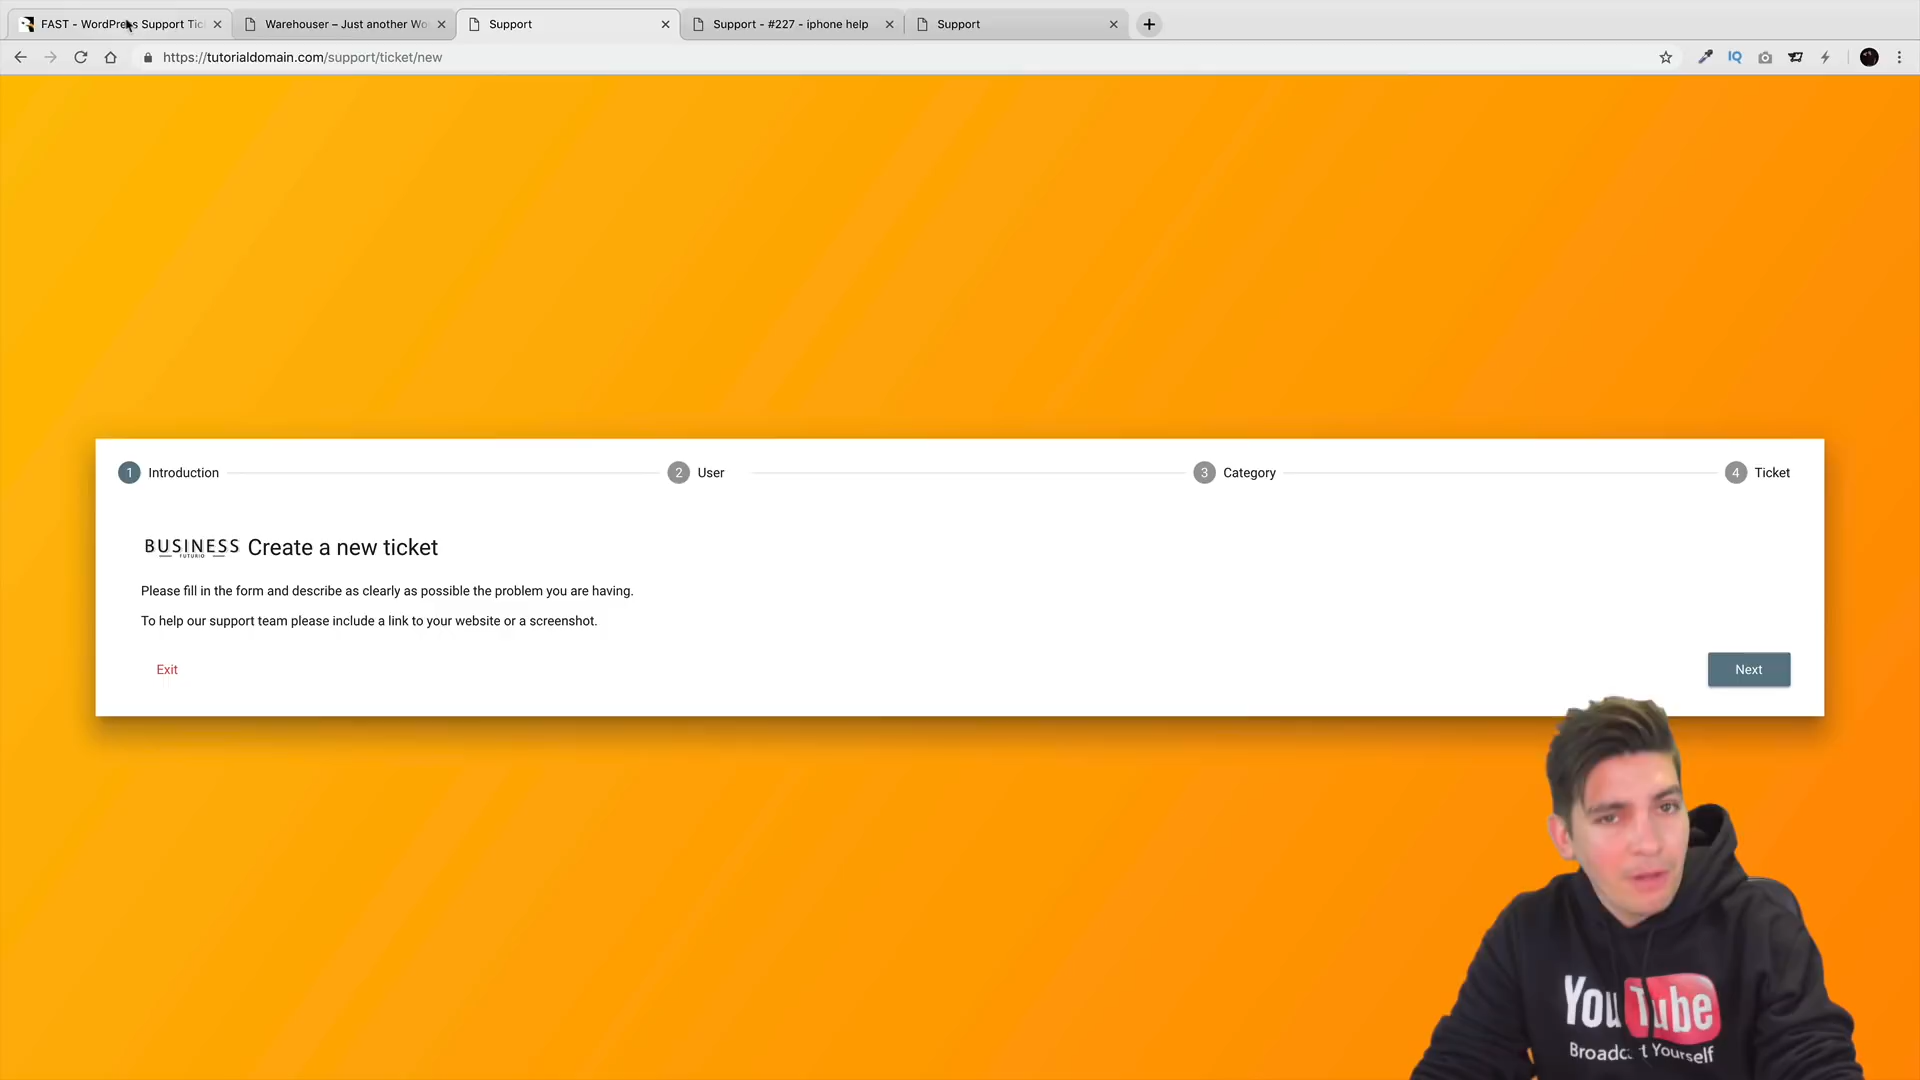 FAST - WordPress Support Tic
Warehouser – Just another Wo
Support
Support - #227 - iphone help
Support
https://tutorialdomain.com/support/ticket/new
IQ
1 Introduction
2 User
3 Category
4 Ticket
BUSINESS
FUTURIO
Create a new ticket
Please fill in the form and describe as clearly as possible the problem you are having.
To help our support team please include a link to your website or a screenshot.
Exit
Next
YouTube
Broadcast Yourself